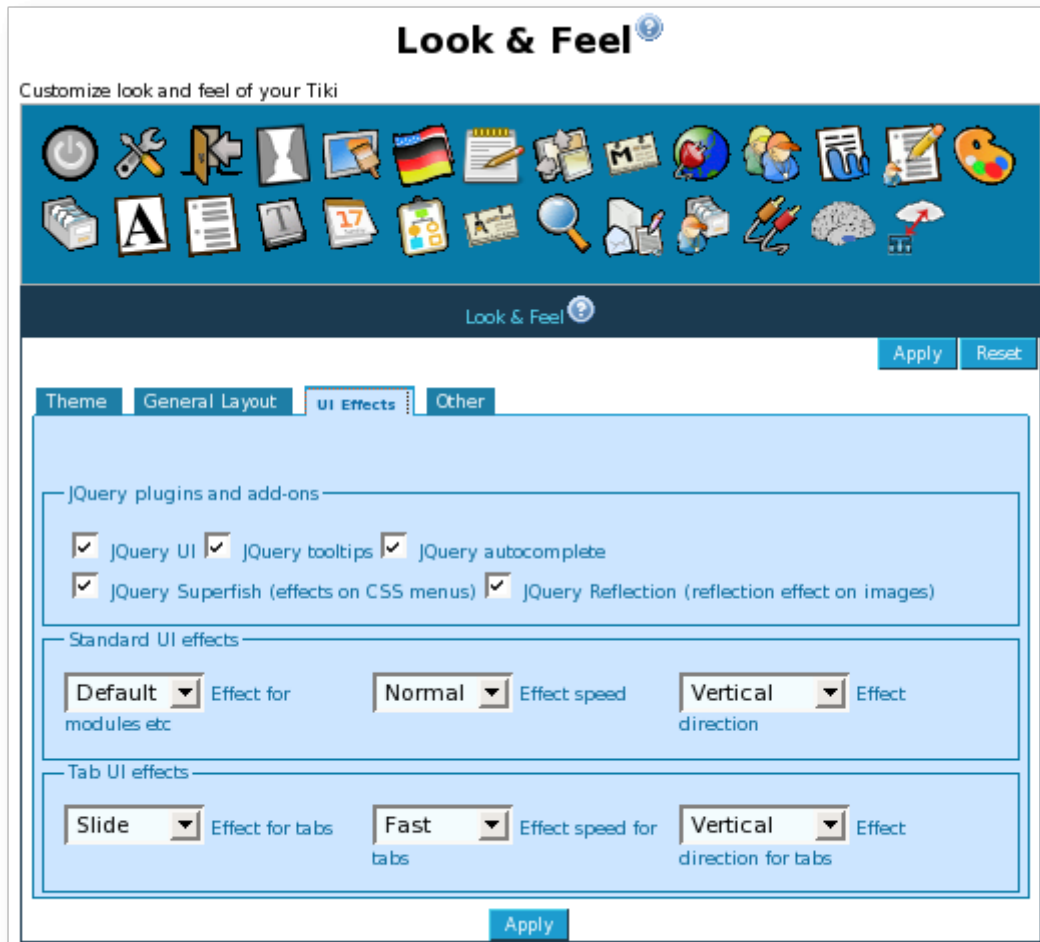 Look & Feel
Customize look and feel of your Tiki
M
A
T
17
A
Look & Feel
Apply Reset
Theme General Layout UI Effects Other
JQuery plugins and add-ons
JQuery UI JQuery tooltips JQuery autocomplete
JQuery Superfish (effects on CSS menus) JQuery Reflection (reflection effect on images)
Standard UI effects
Default Effect for Normal Effect speed Vertical Effect
modules etc direction
Tab UI effects
Slide Effect for tabs Fast Effect speed for Vertical Effect
tabs direction for tabs
Apply